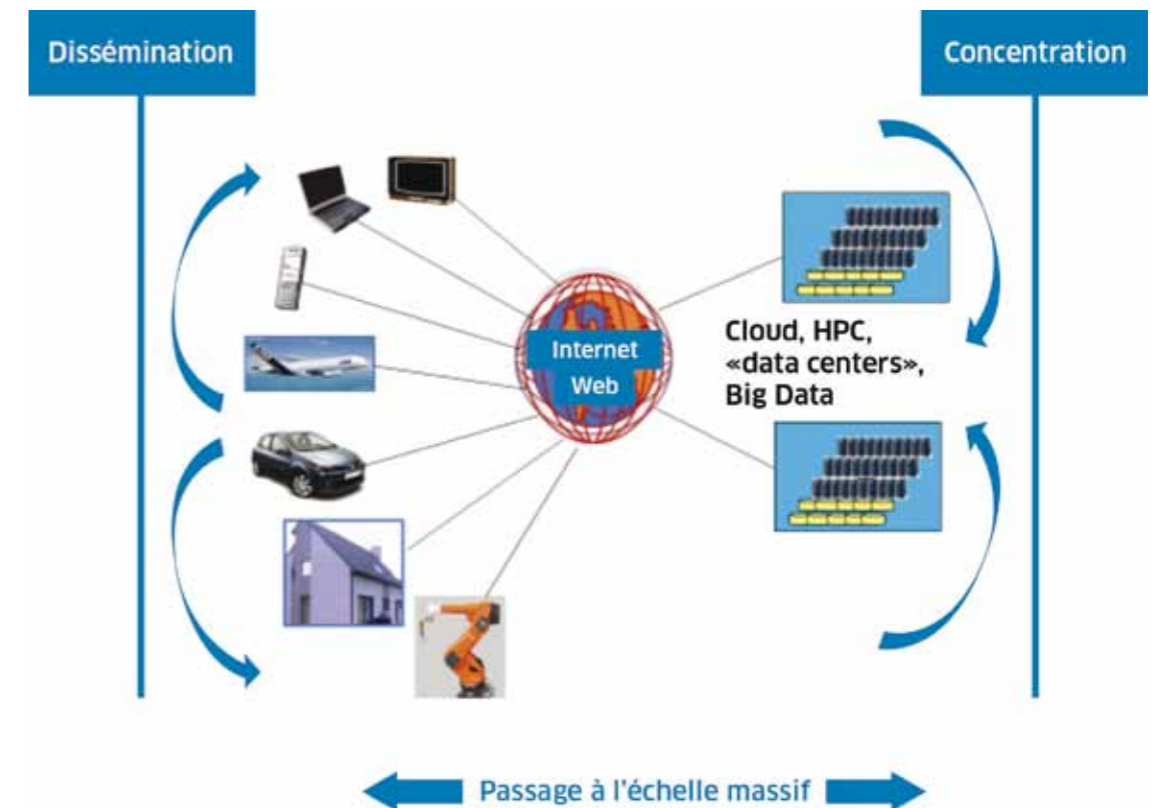 Dissémination
Concentration
Internet
Web
Cloud, HPC,
«data centers»,
Big Data
Passage à l'échelle massif